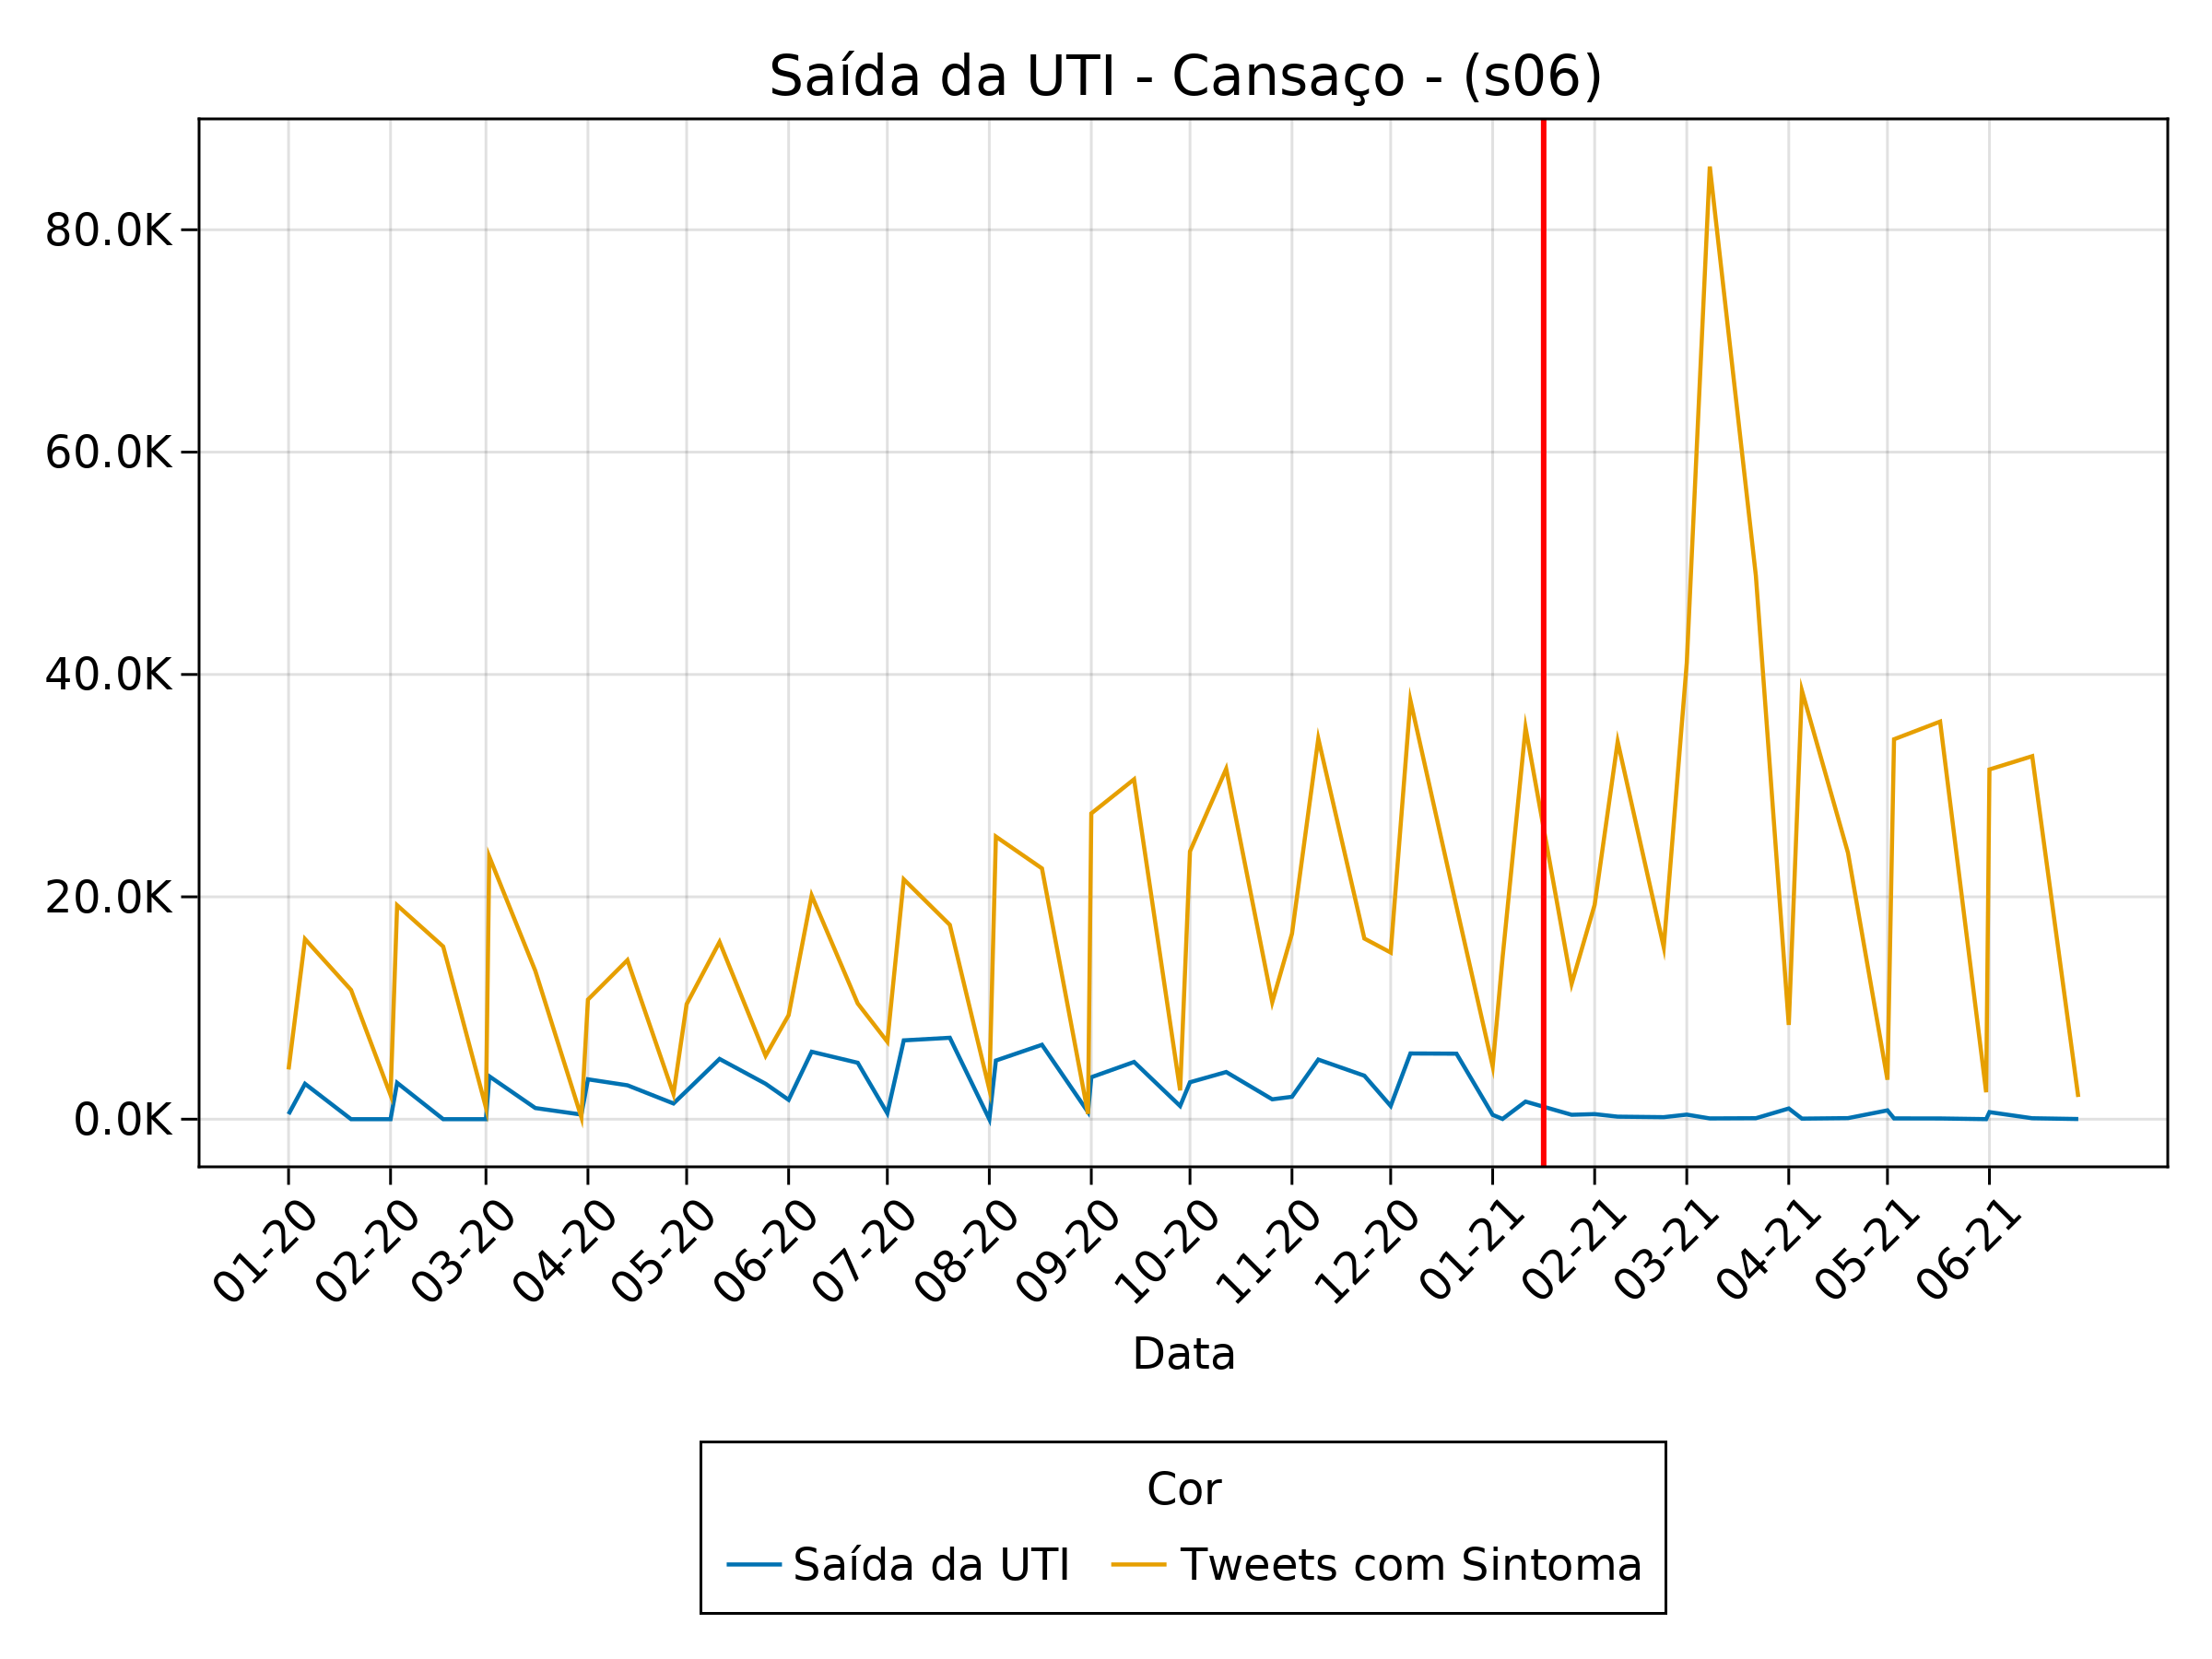 Saída da UTI - Cansaço - (s06)
80.0K
60.0K
40.0K
20.0K
0.0K
01-20
02-20
03-20
04-20
05-20
06-20
07-20
08-20
09-20
10-20
11-20
12-20
01-21
02-21
03-21
04-21
05-21
06-21
Data
Cor
Saída da UTI
Tweets com Sintoma